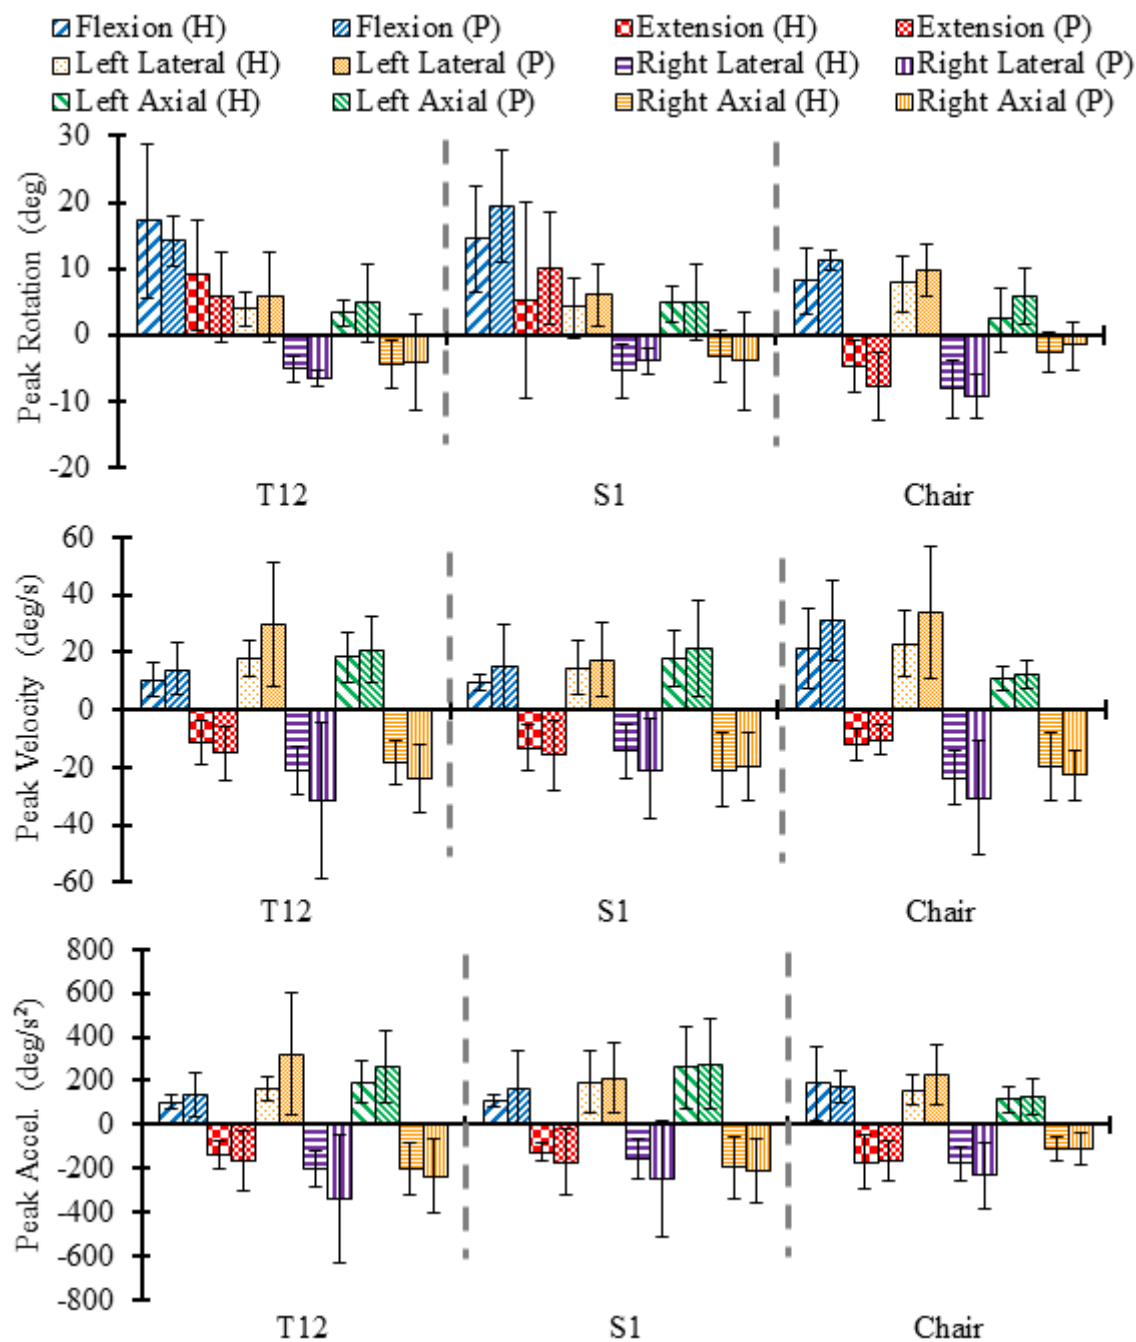 Flexion (H) Flexion (P) Extension (H) Extension (P)
Left Lateral (H) Left Lateral (P) Right Lateral (H) Right Lateral (P)
Left Axial (H) Left Axial (P) Right Axial (H) Right Axial (P)
Peak Rotation (deg)
30
20
10
0
-10
-20
T12 S1 Chair
Peak Velocity (deg/s)
60
40
20
0
-20
-40
-60
T12 S1 Chair
Peak Accel. (deg/s²)
800
600
400
200
0
-200
-400
-600
-800
T12 S1 Chair